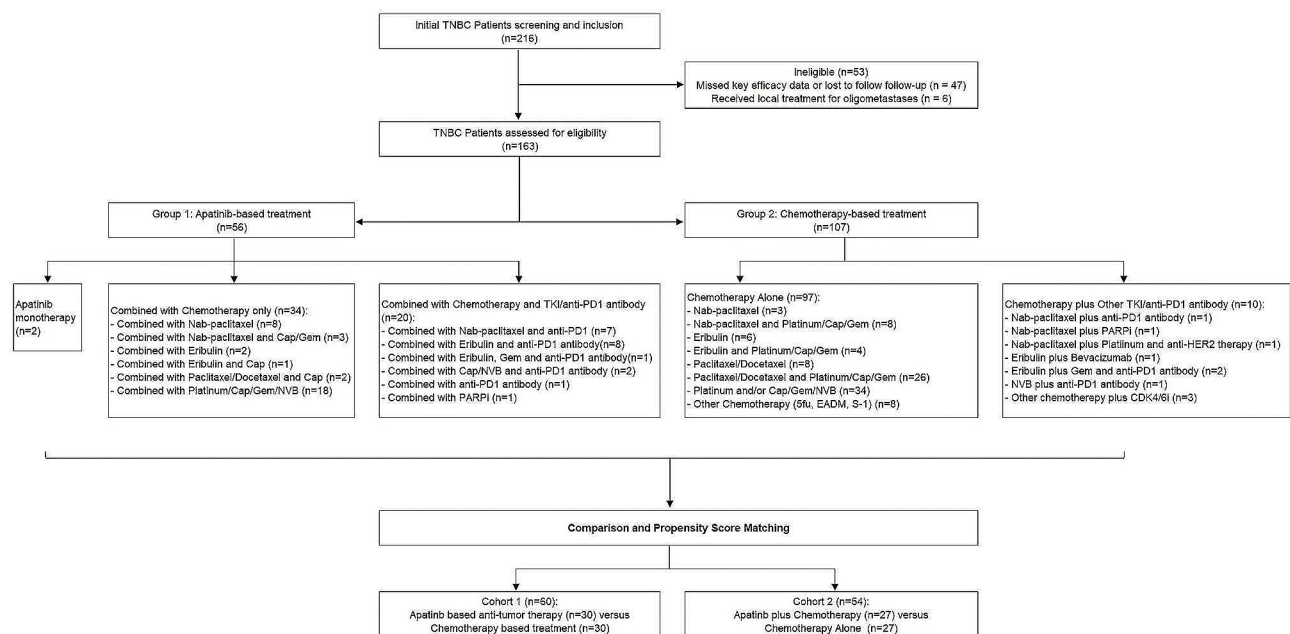 Initial TNBC Patients screening and inclusion
(n=216)
Ineligible (n=53)
Missed key efficacy data or lost to follow follow-up (n = 47)
Received local treatment for oligometastases (n = 6)
TNBC Patients assessed for eligibility
(n=163)
Group 1: Apatinib-based treatment
(n=56)
Group 2: Chemotherapy-based treatment
(n=107)
Apatinib
monotherapy
(n=2)
Combined with Chemotherapy only (n=34):
- Combined with Nab-paclitaxel (n=8)
- Combined with Nab-paclitaxel and Cap/Gem (n=3)
- Combined with Eribulin (n=2)
- Combined with Eribulin and Cap (n=1)
- Combined with Paclitaxel/Docetaxel and Cap (n=2)
- Combined with Platinum/Cap/Gem/NVB (n=18)
Combined with Chemotherapy and TKI/anti-PD1 antibody
(n=20):
- Combined with Nab-paclitaxel and anti-PD1 (n=7)
- Combined with Eribulin and anti-PD1 antibody(n=8)
- Combined with Eribulin, Gem and anti-PD1 antibody(n=1)
- Combined with Cap/NVB and anti-PD1 antibody (n=2)
- Combined with anti-PD1 antibody (n=1)
- Combined with PARPi (n=1)
Chemotherapy Alone (n=97):
- Nab-paclitaxel (n=3)
- Nab-paclitaxel and Platinum/Cap/Gem (n=8)
- Eribulin (n=6)
- Eribulin and Platinum/Cap/Gem (n=4)
- Paclitaxel/Docetaxel (n=8)
- Paclitaxel/Docetaxel and Platinum/Cap/Gem (n=26)
- Platinum and/or Cap/Gem/NVB (n=34)
- Other Chemotherapy (5fu, EADM, S-1) (n=8)
Chemotherapy plus Other TKI/anti-PD1 antibody (n=10):
- Nab-paclitaxel plus anti-PD1 antibody (n=1)
- Nab-paclitaxel plus PARPi (n=1)
- Nab-paclitaxel plus Platilnum and anti-HER2 therapy (n=1)
- Eribulin plus Bevacizumab (n=1)
- Eribulin plus Gem and anti-PD1 antibody (n=2)
- NVB plus anti-PD1 antibody (n=1)
- Other chemotherepy plus CDK4/6i (n=3)
Comparison and Propensity Score Matching
Cohort 1 (n=60):
Apatinb based anti-tumor therapy (n=30) versus
Chemotherapy based treatment (n=30)
Cohort 2 (n=54):
Apatinib plus Chemotherapy (n=27) versus
Chemotherapy Alone (n=27)